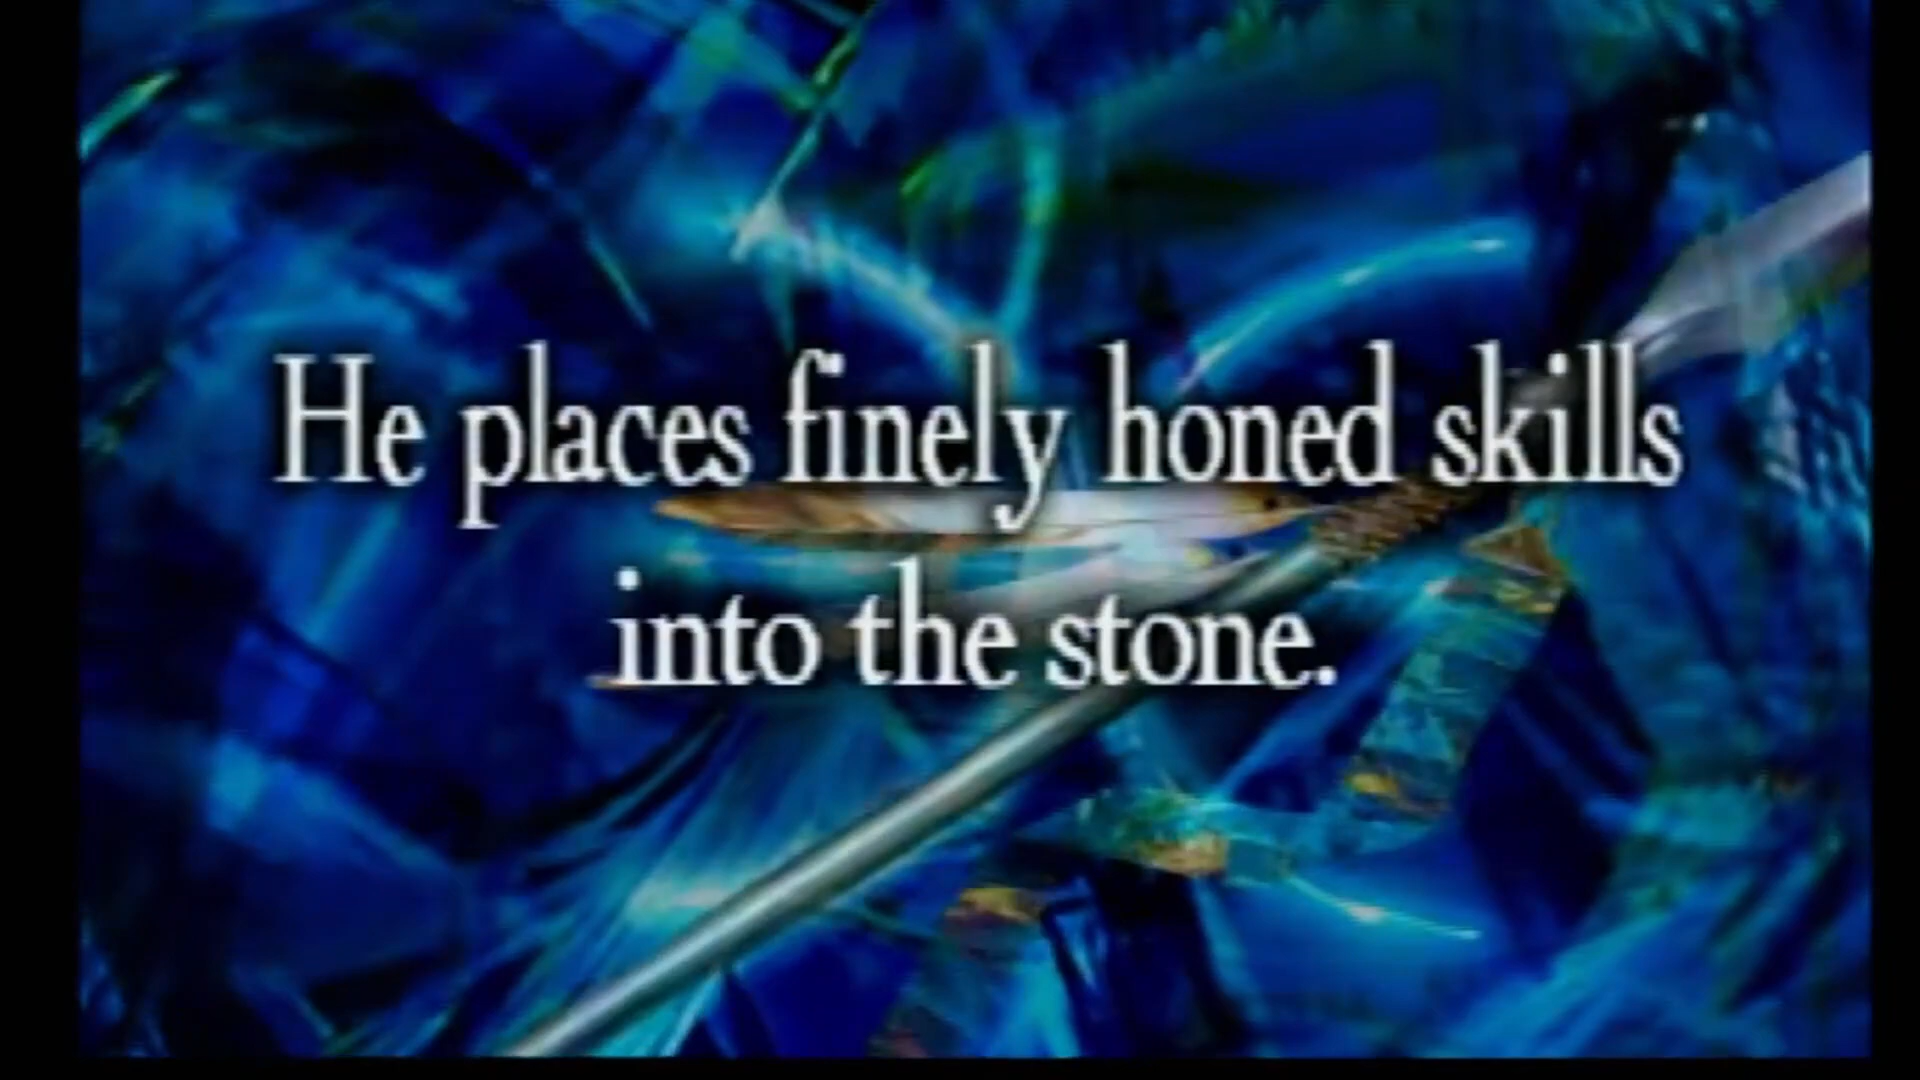 He places finely honed skills
into the stone.